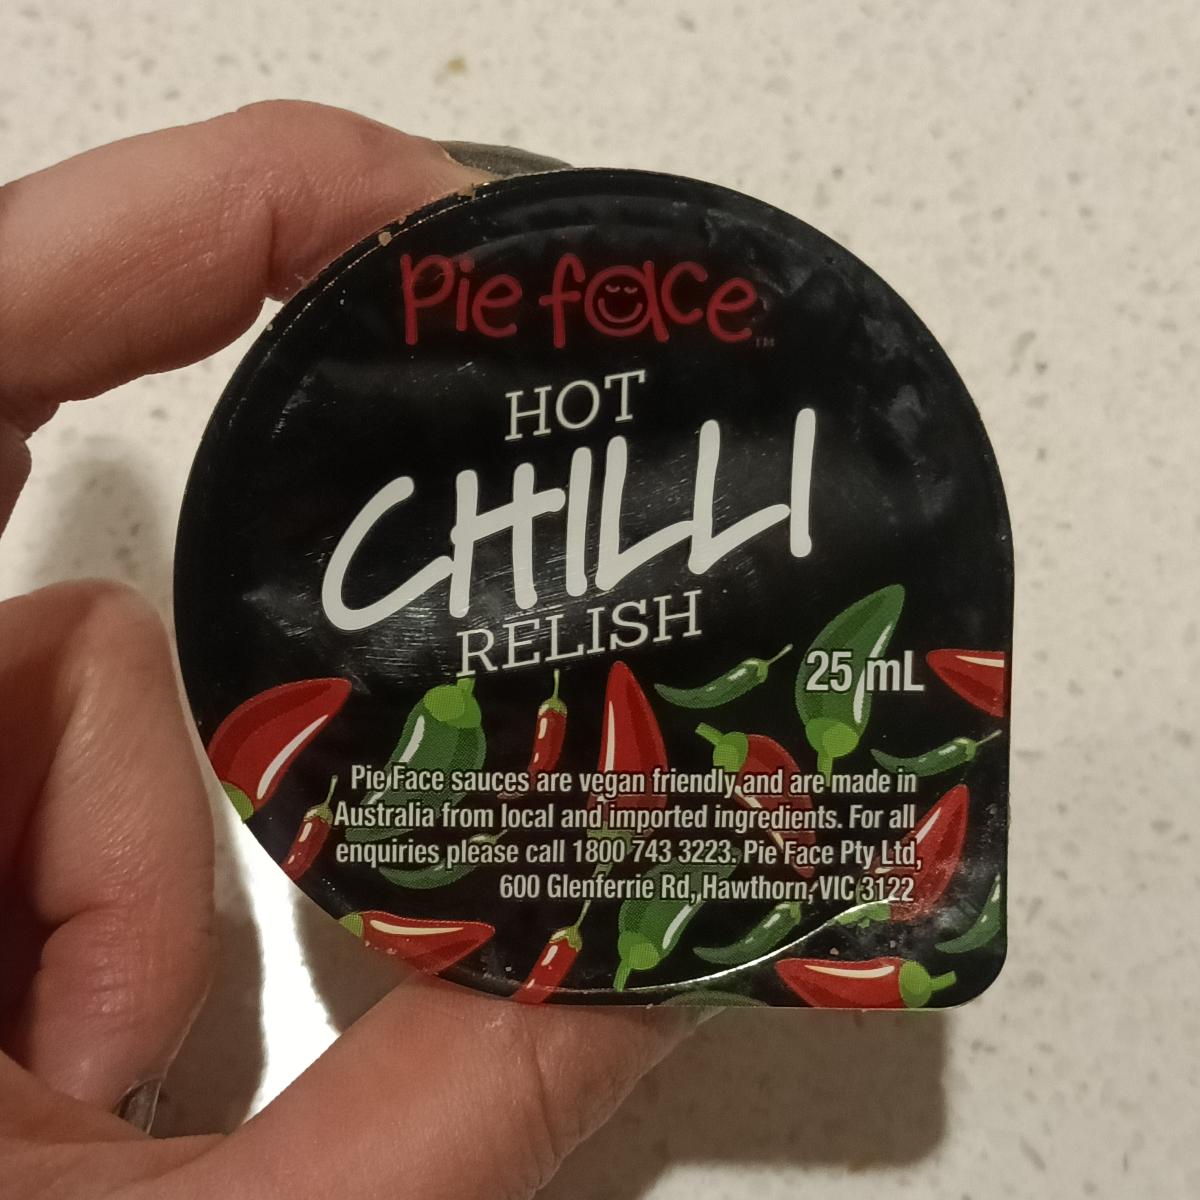 Pie face™
HOT
CHILLI
RELISH
25 mL
Pie Face sauces are vegan friendly and are made in
Australia from local and imported ingredients. For all
enquiries please call 1800 743 3223. Pie Face Pty Ltd,
600 Glenferrie Rd, Hawthorn, VIC 3122